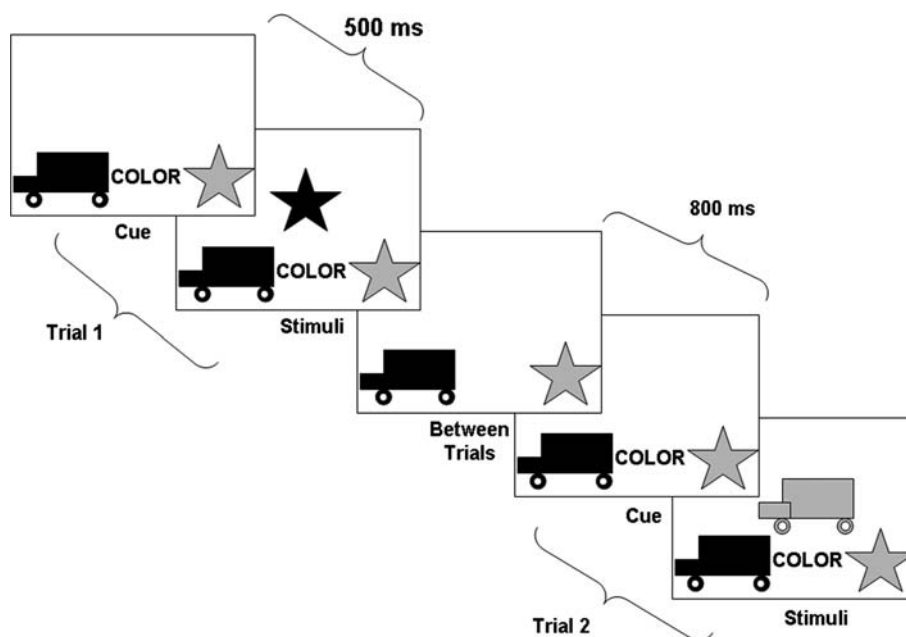 500 ms
COLOR
Cue
COLOR
Trial 1
Stimuli
800 ms
Between
Trials
COLOR
Cue
COLOR
Trial 2
Stimuli